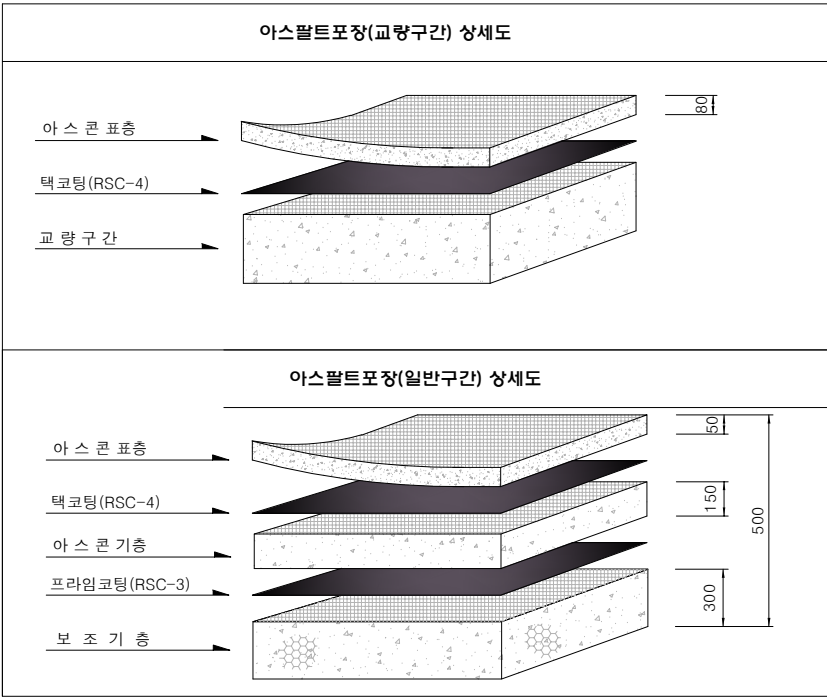 아스팔트포장(교량구간) 상세도
80
아 스 콘 표층
택코팅(RSC-4)
교 량 구 간
아스팔트포장(일반구간) 상세도
50
아 스 콘 표층
150
택코팅(RSC-4)
500
아 스 콘 기층
프라임코팅(RSC-3)
300
보 조 기 층